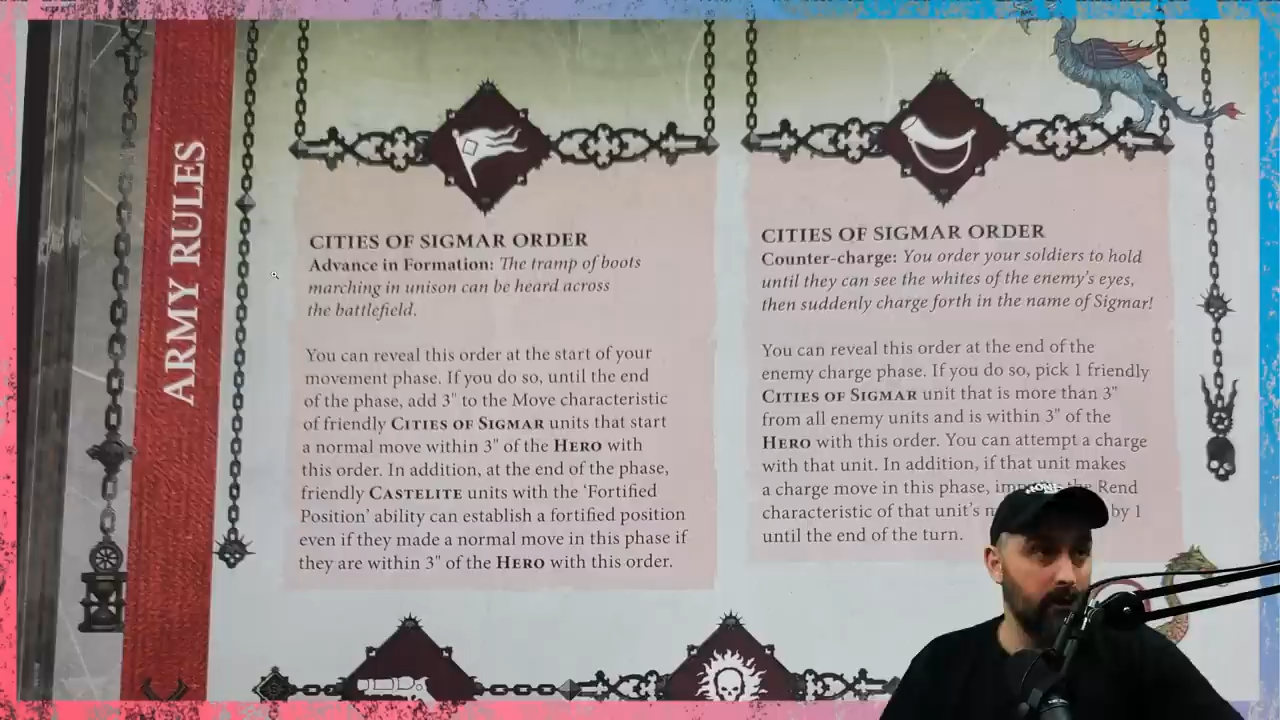 ARMY RULES
CITIES OF SIGMAR ORDER
Advance in Formation: The tramp of boots
marching in unison can be heard across
the battlefield.
You can reveal this order at the start of your
movement phase. If you do so, until the end
of the phase, add 3" to the Move characteristic
of friendly CITIES OF SIGMAR units that start
a normal move within 3" of the HERO with
this order. In addition, at the end of the phase,
friendly CASTELITE units with the ‘Fortified
Position’ ability can establish a fortified position
even if they made a normal move in this phase if
they are within 3" of the HERO with this order.
CITIES OF SIGMAR ORDER
Counter-charge: You order your soldiers to hold
until they can see the whites of the enemy’s eyes,
then suddenly charge forth in the name of Sigmar!
You can reveal this order at the end of the
enemy charge phase. If you do so, pick 1 friendly
CITIES OF SIGMAR unit that is more than 3"
from all enemy units and is within 3" of the
HERO with this order. You can attempt a charge
with that unit. In addition, if that unit makes
a charge move in this phase, the Rend
characteristic of that unit’s by 1
until the end of the turn.